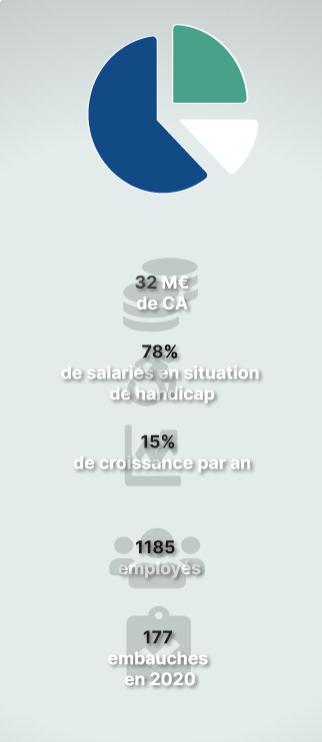 32 M€
de CA
78%
de salariés en situation
de handicap
15%
de croissance par an
1185
employés
177
embauches
en 2020